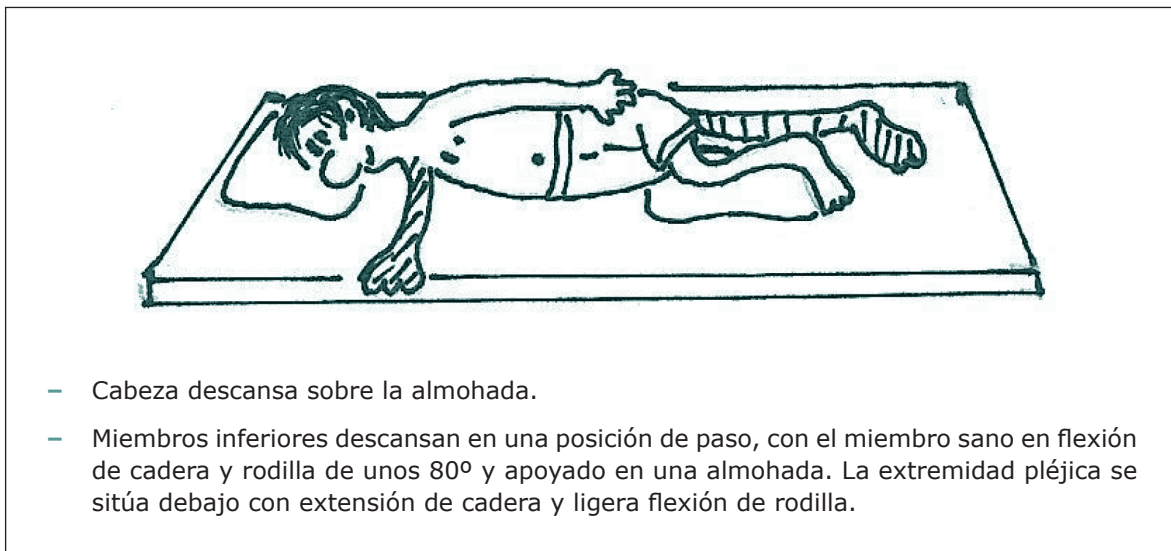 – Cabeza descansa sobre la almohada.
– Miembros inferiores descansan en una posición de paso, con el miembro sano en flexión
de cadera y rodilla de unos 80º y apoyado en una almohada. La extremidad pléjica se
sitúa debajo con extensión de cadera y ligera flexión de rodilla.